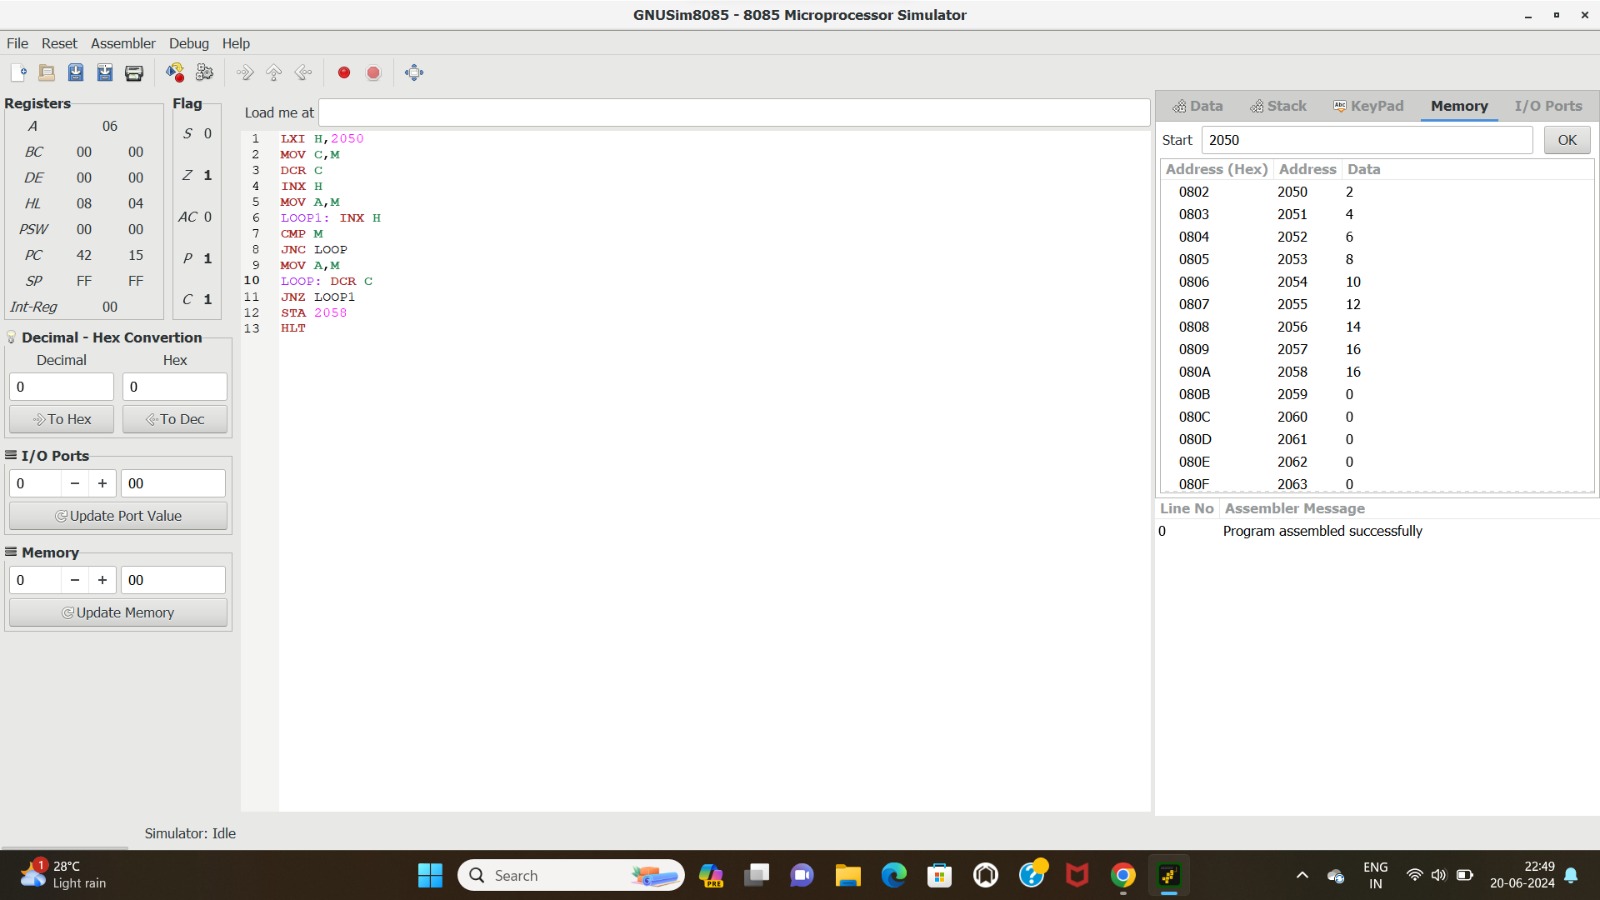 GNUSim8085 - 8085 Microprocessor Simulator
File Reset Assembler Debug Help
Registers
A 06
BC 00 00
DE 00 00
HL 08 04
PSW 00 00
PC 42 15
SP FF FF
Int-Reg 00
Flag
S 0
Z 1
AC 0
P 1
C 1
Decimal - Hex Convertion
Decimal Hex
0 0
To Hex To Dec
I/O Ports
0 − + 00
Update Port Value
Memory
0 − + 00
Update Memory
Load me at
1 LXI H,2050
2 MOV C,M
3 DCR C
4 INX H
5 MOV A,M
6 LOOP1: INX H
7 CMP M
8 JNC LOOP
9 MOV A,M
10 LOOP: DCR C
11 JNZ LOOP1
12 STA 2058
13 HLT
Data Stack Abc KeyPad Memory I/O Ports
Start 2050 OK
Address (Hex) Address Data
0802 2050 2
0803 2051 4
0804 2052 6
0805 2053 8
0806 2054 10
0807 2055 12
0808 2056 14
0809 2057 16
080A 2058 16
080B 2059 0
080C 2060 0
080D 2061 0
080E 2062 0
080F 2063 0
Line No Assembler Message
0 Program assembled successfully
Simulator: Idle
1
28°C
Light rain
Search
PRE
ENG
IN
22:49
20-06-2024